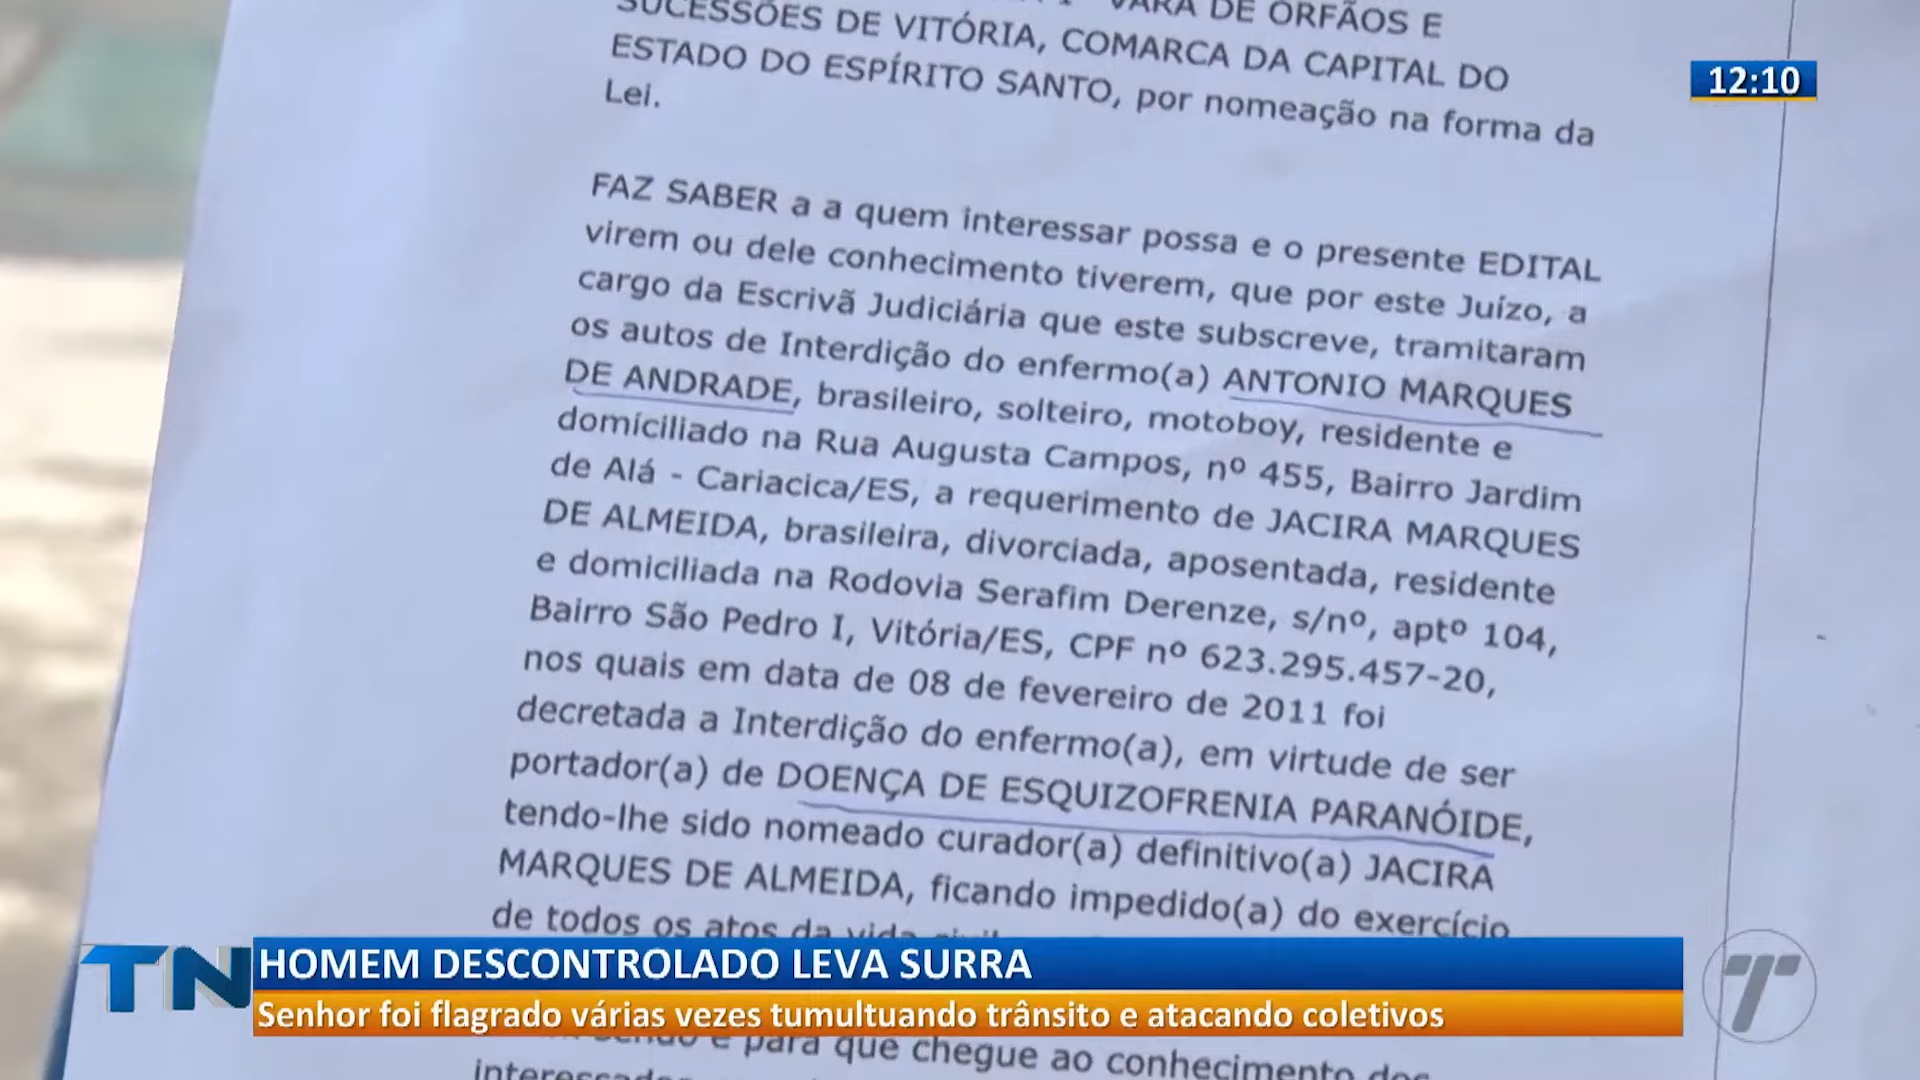 VARA DE ÓRFÃOS E
SUCESSÕES DE VITÓRIA, COMARCA DA CAPITAL DO
ESTADO DO ESPÍRITO SANTO, por nomeação na forma da
Lei.
12:10
FAZ SABER a a quem interessar possa e o presente EDITAL
virem ou dele conhecimento tiverem, que por este Juízo, a
cargo da Escrivã Judiciária que este subscreve, tramitaram
os autos de Interdição do enfermo(a) ANTONIO MARQUES
DE ANDRADE, brasileiro, solteiro, motoboy, residente e
domiciliado na Rua Augusta Campos, nº 455, Bairro Jardim
de Alá - Cariacica/ES, a requerimento de JACIRA MARQUES
DE ALMEIDA, brasileira, divorciada, aposentada, residente
e domiciliada na Rodovia Serafim Derenze, s/nº, aptº 104,
Bairro São Pedro I, Vitória/ES, CPF nº 623.295.457-20,
nos quais em data de 08 de fevereiro de 2011 foi
decretada a Interdição do enfermo(a), em virtude de ser
portador(a) de DOENÇA DE ESQUIZOFRENIA PARANÓIDE,
tendo-lhe sido nomeado curador(a) definitivo(a) JACIRA
MARQUES DE ALMEIDA, ficando impedido(a) do exercício
de todos os atos da vida
TN
HOMEM DESCONTROLADO LEVA SURRA
Senhor foi flagrado várias vezes tumultuando trânsito e atacando coletivos
T
e para que chegue ao conhecimento dos